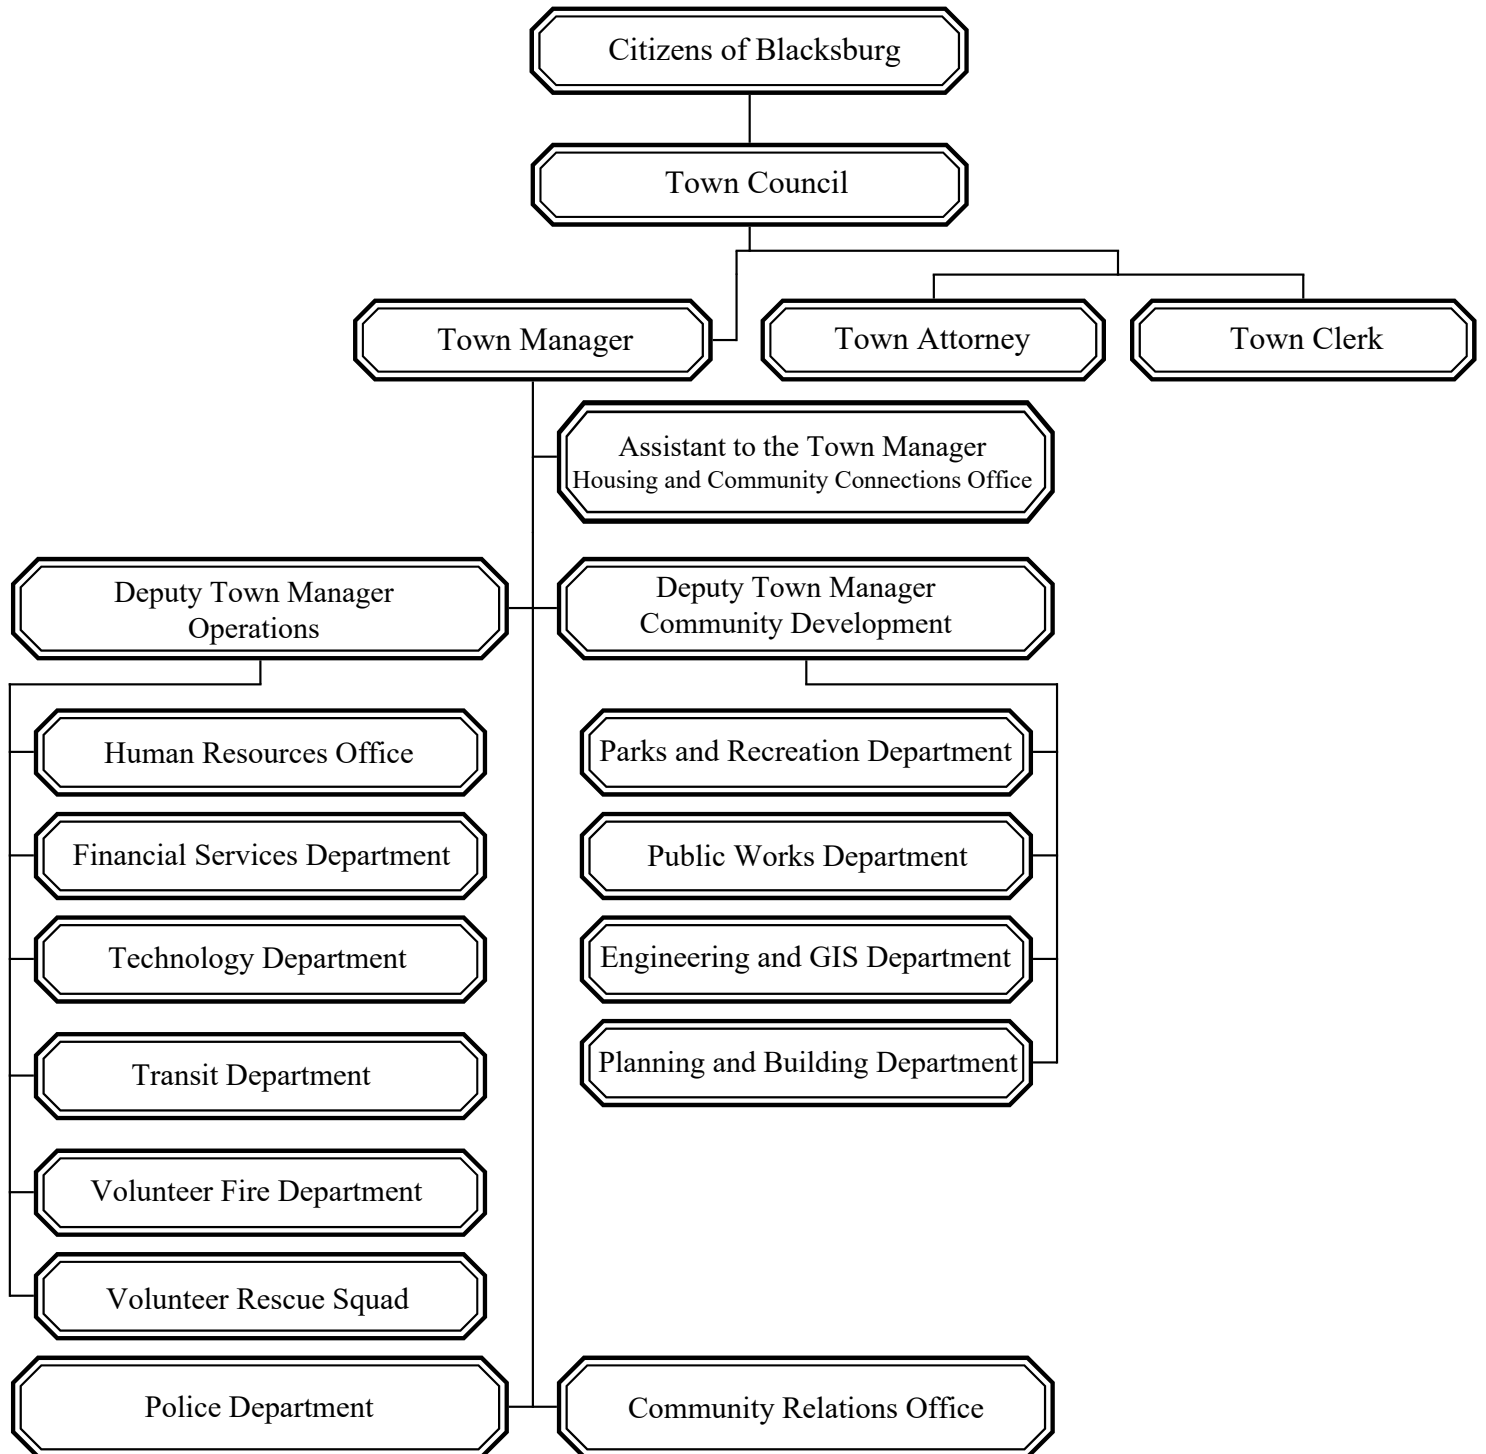 Citizens of Blacksburg
Town Council
Town Manager
Town Attorney
Town Clerk
Assistant to the Town Manager
Housing and Community Connections Office
Deputy Town Manager
Operations
Deputy Town Manager
Community Development
Human Resources Office
Financial Services Department
Technology Department
Transit Department
Volunteer Fire Department
Volunteer Rescue Squad
Parks and Recreation Department
Public Works Department
Engineering and GIS Department
Planning and Building Department
Police Department
Community Relations Office